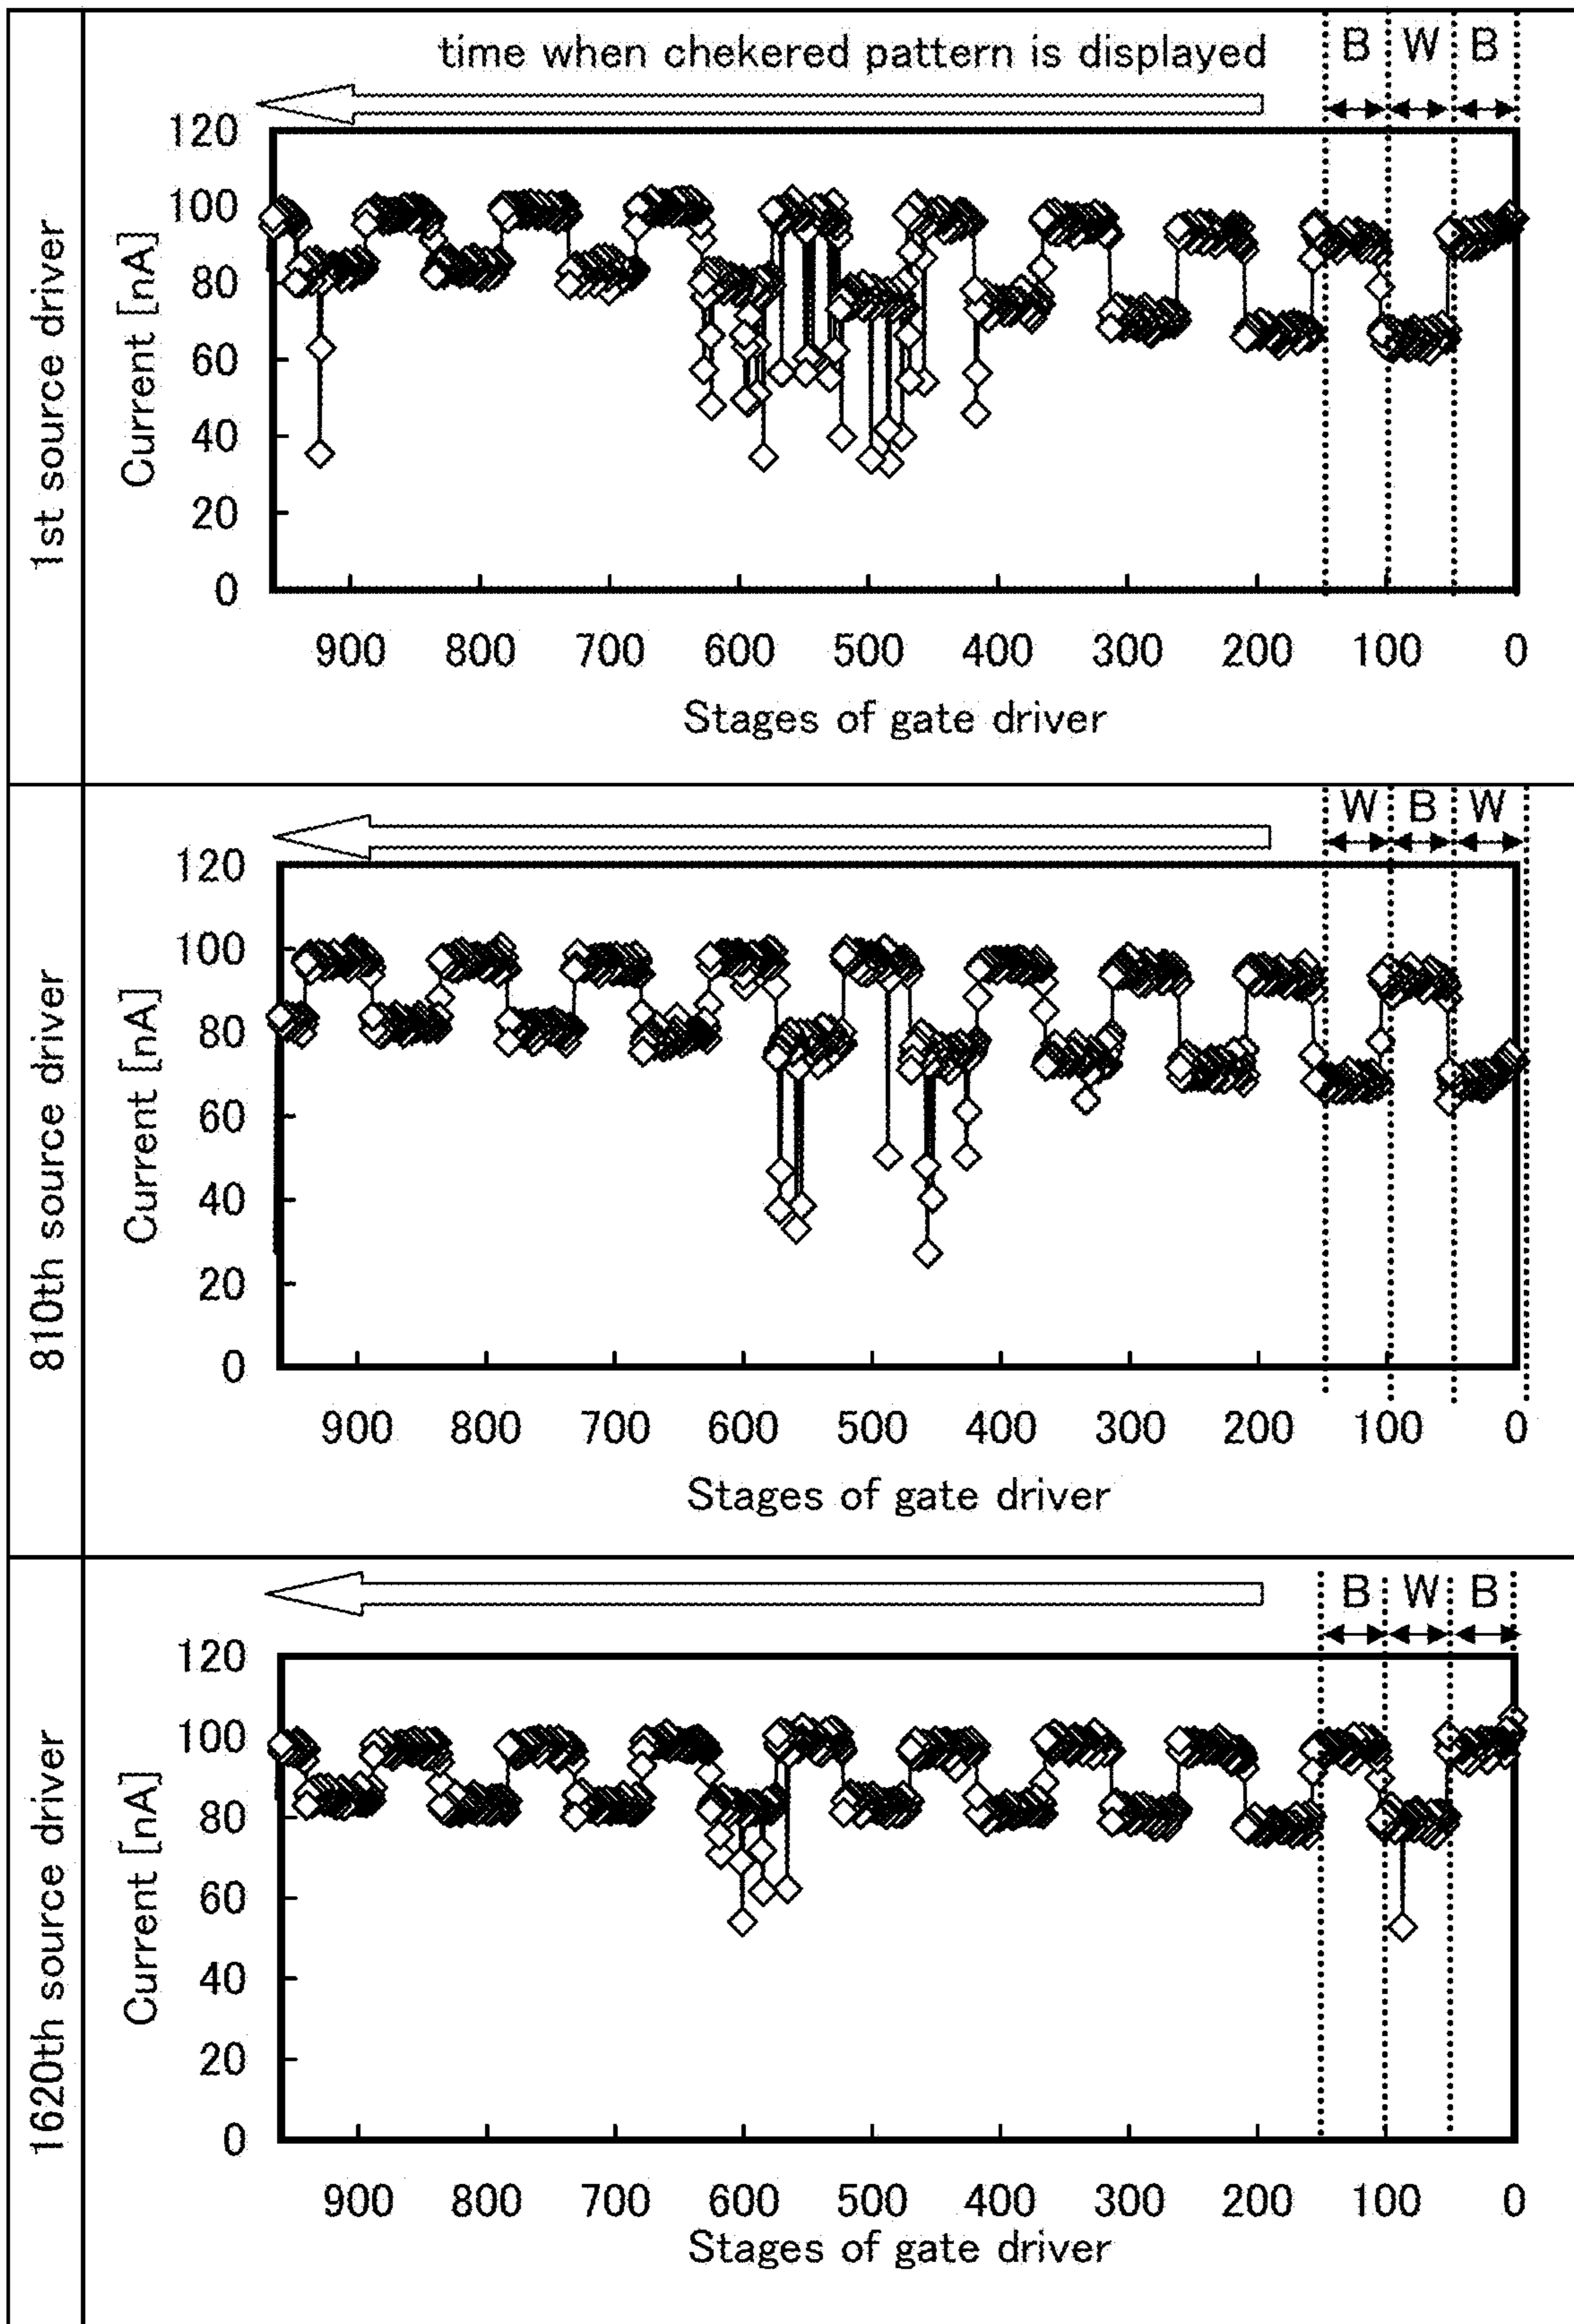 time when chekered pattern is displayed
B W B
1st source driver
Current [nA]
120
100
80
60
40
20
0
900 800 700 600 500 400 300 200 100 0
Stages of gate driver
W B W
810th source driver
Current [nA]
120
100
80
60
40
20
0
900 800 700 600 500 400 300 200 100 0
Stages of gate driver
B W B
1620th source driver
Current [nA]
120
100
80
60
40
20
0
900 800 700 600 500 400 300 200 100 0
Stages of gate driver